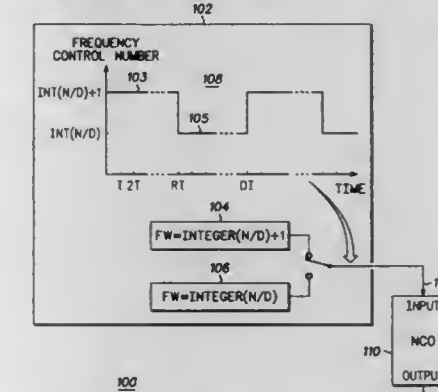 102
FREQUENCY
CONTROL NUMBER
INT(N/D)+1
103
108
INT(N/D)
105
T 2T RT DT TIME
104
FW=INTEGER(N/D)+1
106
FW=INTEGER(N/D)
INPUT
110
NCO
OUTPUT
100